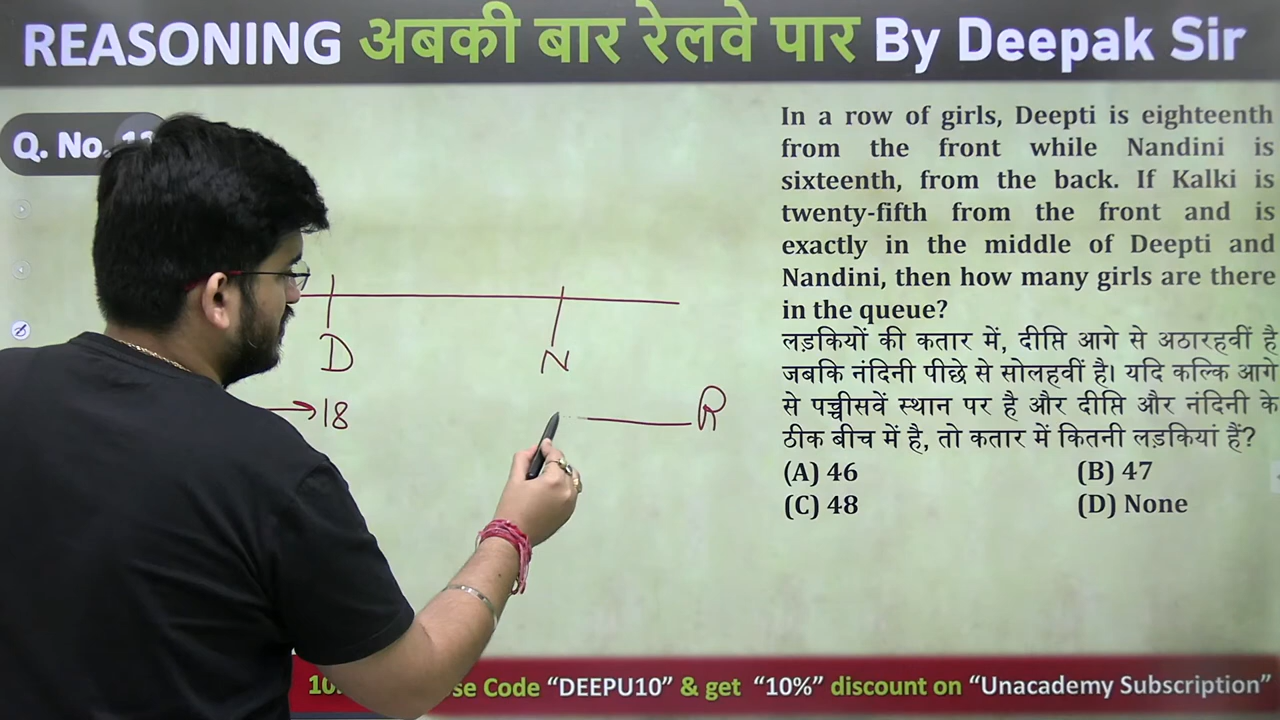 REASONING अबकी बार रेलवे पार By Deepak Sir
Q. No.
In a row of girls, Deepti is eighteenth
from the front while Nandini is
sixteenth, from the back. If Kalki is
twenty-fifth from the front and is
exactly in the middle of Deepti and
Nandini, then how many girls are there
in the queue?
लड़कियों की कतार में, दीप्ति आगे से अठारहवीं है
जबकि नंदिनी पीछे से सोलहवीं है। यदि कल्कि आगे
से पच्चीसवें स्थान पर है और दीप्ति और नंदिनी के
ठीक बीच में है, तो कतार में कितनी लड़कियां हैं?
(A) 46 (B) 47
(C) 48 (D) None
D N
18 R
Code "DEEPU10" & get "10%" discount on "Unacademy Subscription"